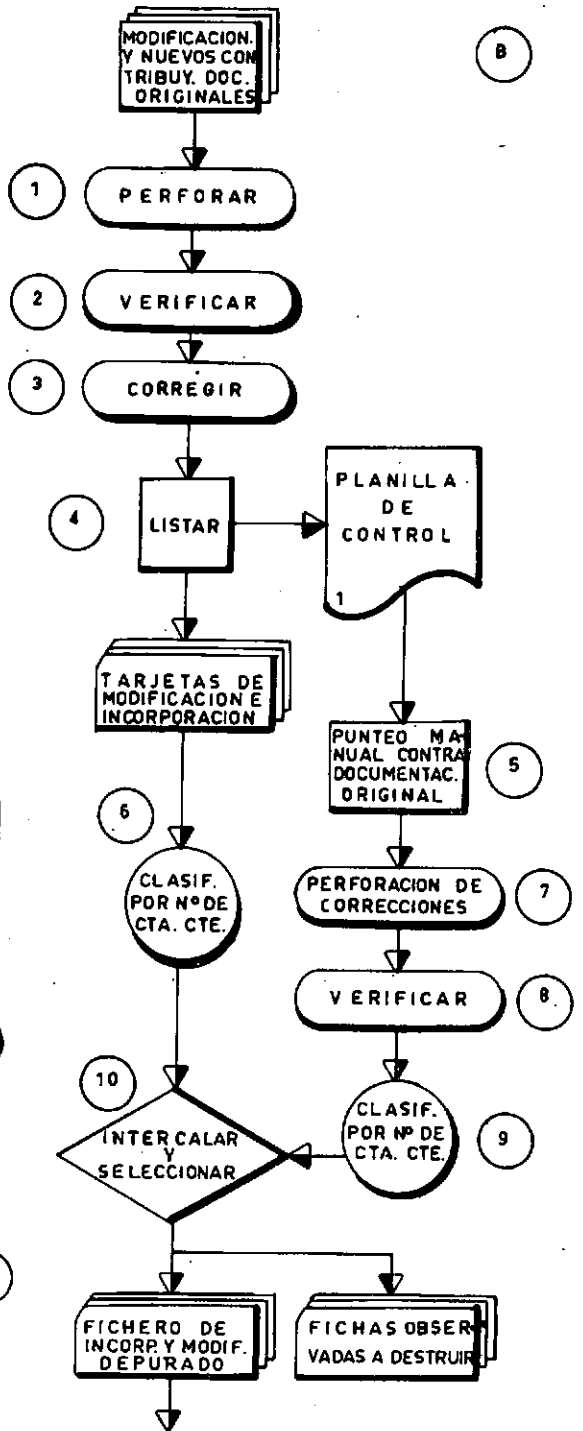 MODIFICACION.
Y NUEVOS CON
TRIBUY. DOC.
ORIGINALES
B
1
PERFORAR
2
VERIFICAR
3
CORREGIR
4
LISTAR
PLANILLA
DE
CONTROL
1
TARJETAS DE
MODIFICACION E
INCORPORACION
PUNTEO MA-
NUAL CONTRA
DOCUMENTAC.
ORIGINAL
5
6
CLASIF.
POR Nº DE
CTA. CTE.
PERFORACION DE
CORRECCIONES
7
VERIFICAR
8
10
INTERCALAR
Y
SELECCIONAR
CLASIF.
POR Nº DE
CTA. CTE.
9
FICHERO DE
INCORP. Y MODIF.
DEPURADO
FICHAS OBSER-
VADAS A DESTRUIR